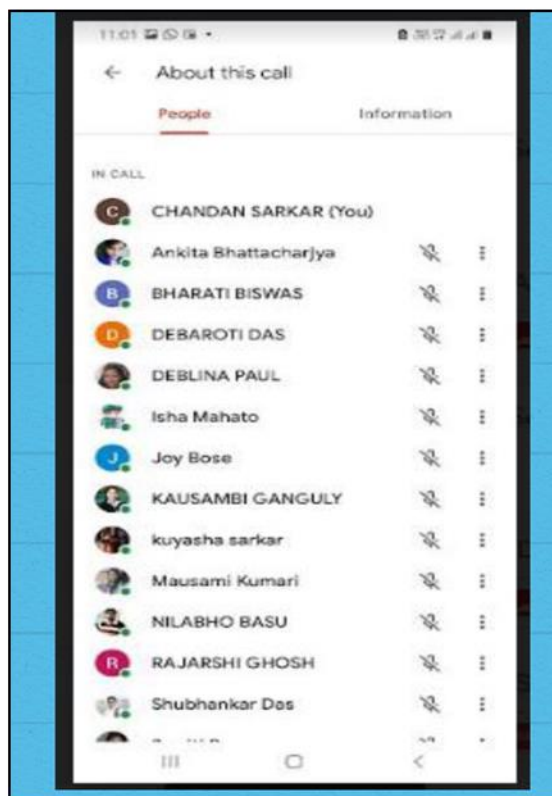 11:01
About this call
People Information
IN CALL
C CHANDAN SARKAR (You)
Ankita Bhattacharjya
B BHARATI BISWAS
D DEBAROTI DAS
DEBLINA PAUL
Isha Mahato
J Joy Bose
KAUSAMBI GANGULY
kuyasha sarkar
Mausami Kumari
NILABHO BASU
R RAJARSHI GHOSH
Shubhankar Das